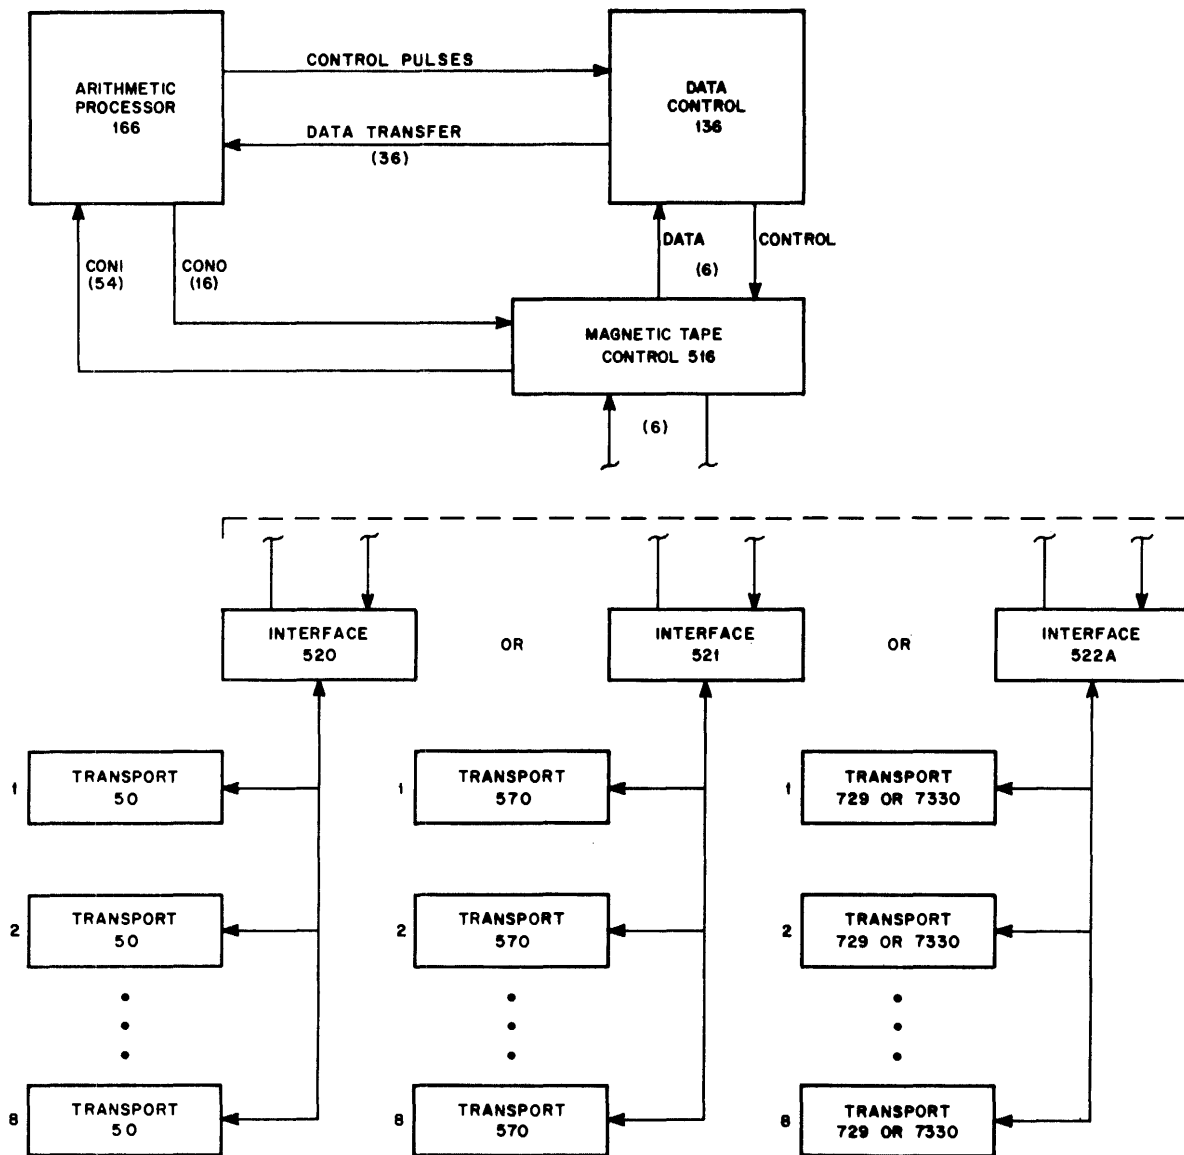 ARITHMETIC
PROCESSOR
166
CONTROL PULSES
DATA TRANSFER
(36)
DATA
CONTROL
136
CONI
(54)
CONO
(16)
DATA
(6)
CONTROL
MAGNETIC TAPE
CONTROL 516
(6)
INTERFACE
520
OR
INTERFACE
521
OR
INTERFACE
522A
1
TRANSPORT
50
1
TRANSPORT
570
1
TRANSPORT
729 OR 7330
2
TRANSPORT
50
2
TRANSPORT
570
2
TRANSPORT
729 OR 7330
8
TRANSPORT
50
8
TRANSPORT
570
8
TRANSPORT
729 OR 7330